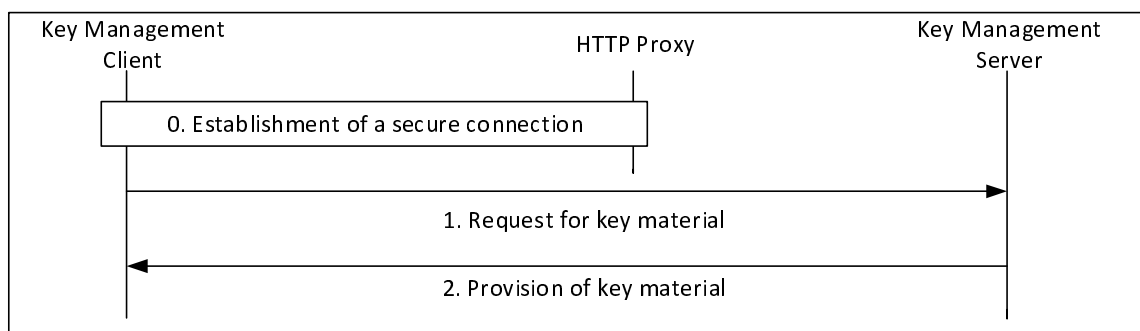 Key Management
Client
HTTP Proxy
Key Management
Server
0. Establishment of a secure connection
1. Request for key material
2. Provision of key material